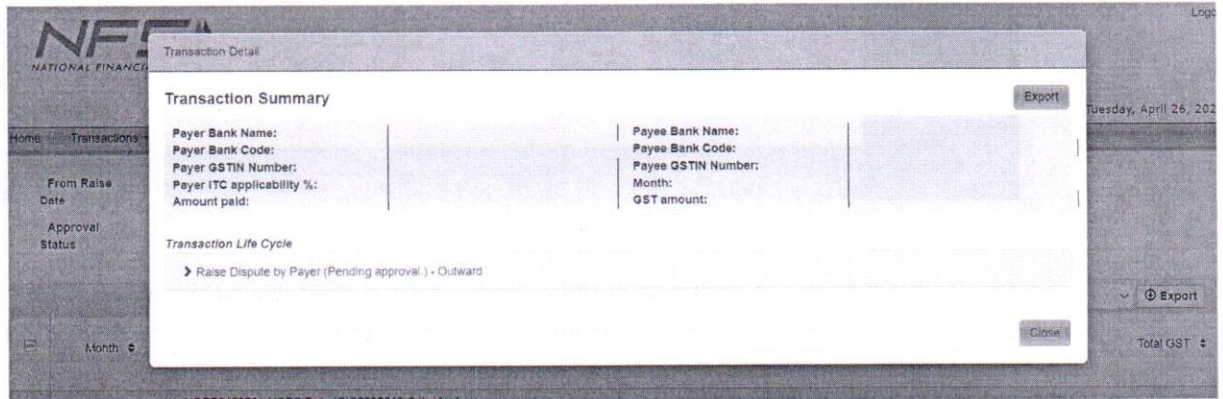 Logo
NFS
NATIONAL FINANCI
Transaction Detail
Transaction Summary
Export
Tuesday, April 26, 202
Home
Transactions
Payer Bank Name:
Payee Bank Name:
Payer Bank Code:
Payee Bank Code:
Payer GSTIN Number:
Payee GSTIN Number:
Payer ITC applicability %:
Month:
Amount paid:
GST amount:
From Raise
Date
Approval
Status
Transaction Life Cycle
Raise Dispute by Payer (Pending approval.) - Outward
Export
Close
Month
Total GST